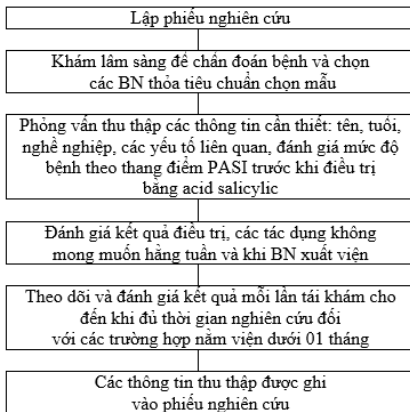 Lập phiếu nghiên cứu
Khám lâm sàng để chẩn đoán bệnh và chọn
các BN thỏa tiêu chuẩn chọn mẫu
Phỏng vấn thu thập các thông tin cần thiết: tên, tuổi,
nghề nghiệp, các yếu tố liên quan, đánh giá mức độ
bệnh theo thang điểm PASI trước khi điều trị
bằng acid salicylic
Đánh giá kết quả điều trị, các tác dụng không
mong muốn hằng tuần và khi BN xuất viện
Theo dõi và đánh giá kết quả mỗi lần tái khám cho
đến khi đủ thời gian nghiên cứu đối
với các trường hợp nằm viện dưới 01 tháng
Các thông tin thu thập được ghi
vào phiếu nghiên cứu